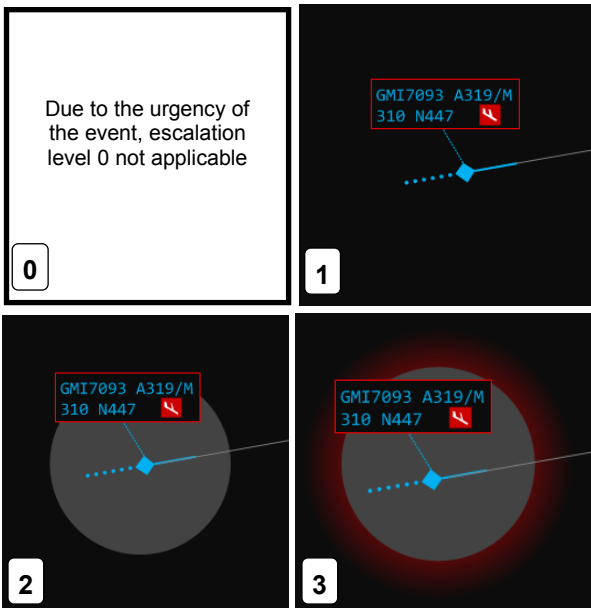 Due to the urgency of
the event, escalation
level 0 not applicable
0
GMI7093 A319/M
310 N447
1
GMI7093 A319/M
310 N447
2
GMI7093 A319/M
310 N447
3